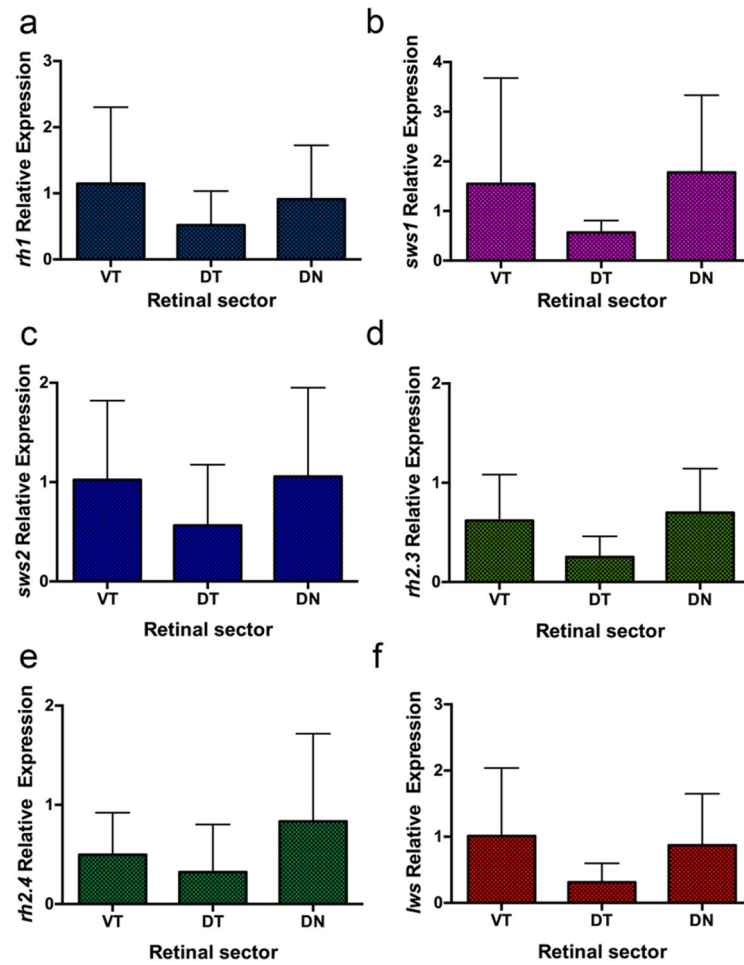 a
rh1 Relative Expression
3
2
1
0
VT DT DN
Retinal sector
b
sws1 Relative Expression
4
3
2
1
0
VT DT DN
Retinal sector
c
sws2 Relative Expression
2
1
0
VT DT DN
Retinal sector
d
rh2.3 Relative Expression
2
1
0
VT DT DN
Retinal sector
e
rh2.4 Relative Expression
2
1
0
VT DT DN
Retinal sector
f
lws Relative Expression
3
2
1
0
VT DT DN
Retinal sector